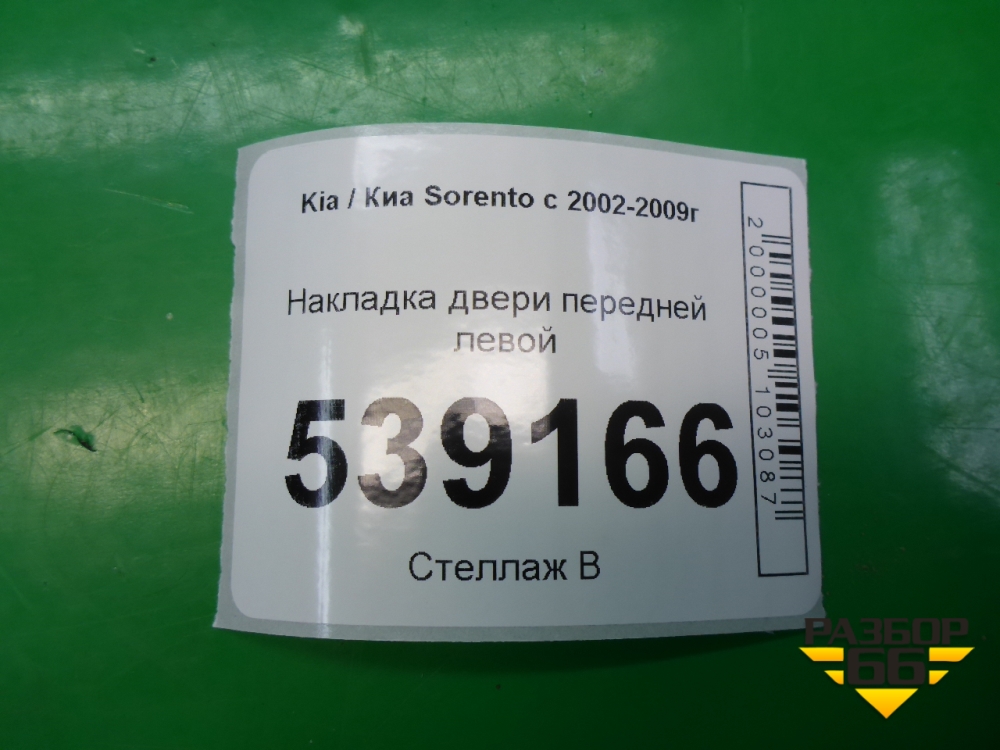 Kia / Киа Sorento с 2002-2009г
Накладка двери передней
левой
539166
Стеллаж В
2000005103087
РАЗБОР
66